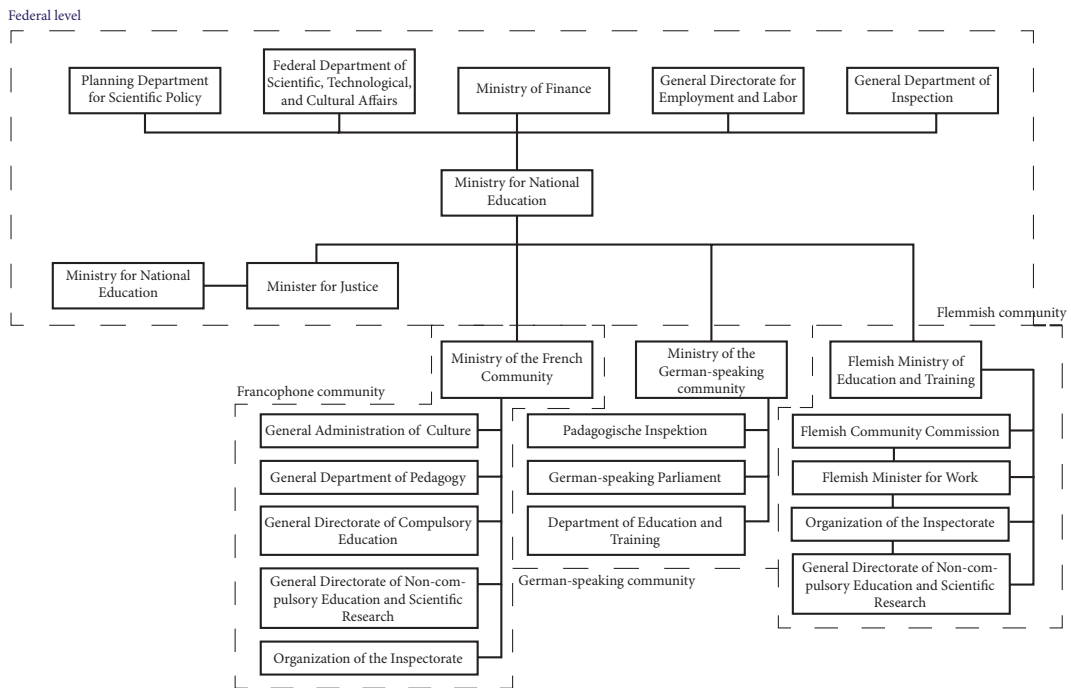 Federal level
Planning Department
for Scientific Policy
Federal Department of
Scientific, Technological,
and Cultural Affairs
Ministry of Finance
General Directorate for
Employment and Labor
General Department of
Inspection
Ministry for National
Education
Ministry for National
Education
Minister for Justice
Flemmish community
Ministry of the French
Community
Ministry of the
German-speaking
community
Flemish Ministry of
Education and Training
Francophone community
General Administration of Culture
General Department of Pedagogy
General Directorate of Compulsory
Education
General Directorate of Non-com-
pulsory Education and Scientific
Research
Organization of the Inspectorate
Padagogische Inspektion
German-speaking Parliament
Department of Education and
Training
German-speaking community
Flemish Community Commission
Flemish Minister for Work
Organization of the Inspectorate
General Directorate of Non-com-
pulsory Education and Scientific
Research